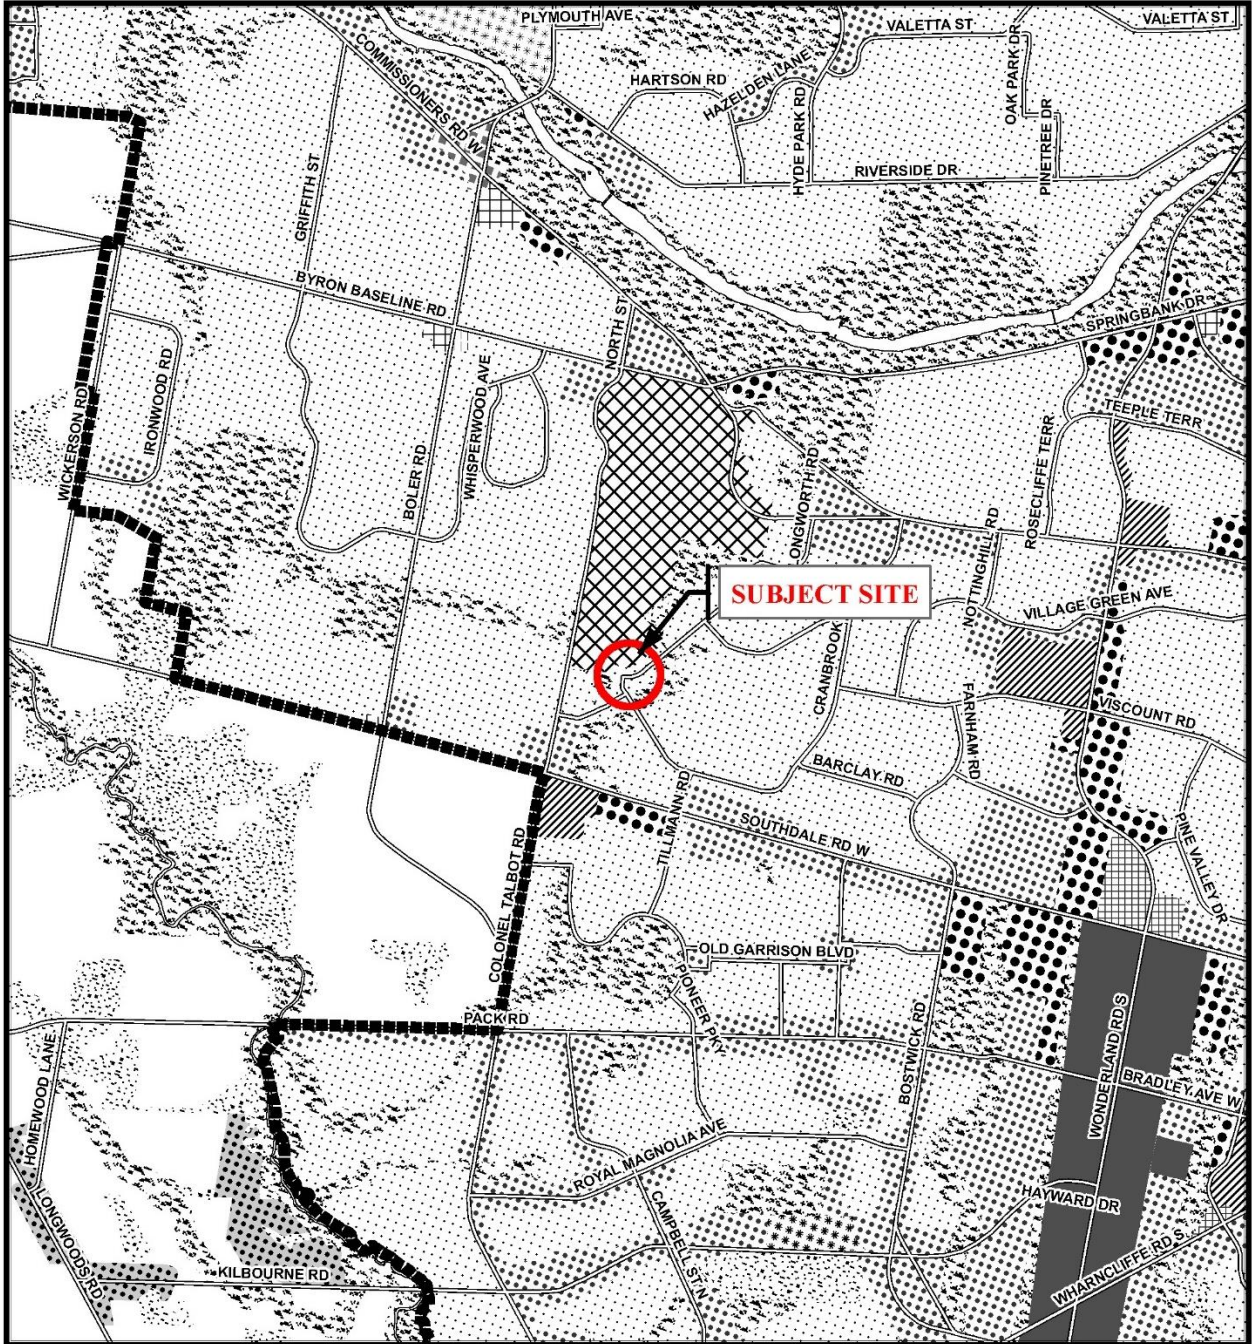 PLYMOUTH AVE
VALETTA ST
VALETTA ST
COMMISSIONERS RD W
HARTSON RD
HAZELDEN LANE
OAK PARK DR
HYDE PARK RD
PINETREE DR
RIVERSIDE DR
GRIFFITH ST
BYRON BASELINE RD
NORTH ST
SPRINGBANK DR
IRONWOOD RD
WICKERSON RD
WHISPERWOOD AVE
BOLER RD
TEEPLE TERR
ROSECLIFFE TERR
LONGWORTH RD
NOTTINGHILL RD
SUBJECT SITE
VILLAGE GREEN AVE
CRANBROOK
FARNHAM RD
VISCOUNT RD
BARCLAY RD
TILLMANN RD
SOUTHDALE RD W
PINE VALLEY DR
COLONEL TALBOT RD
OLD GARRISON BLVD
PIONEER PKY
PACK RD
BOSTWICK RD
WONDERLAND RD S
BRADLEY AVE W
HOMEWOOD LANE
ROYAL MAGNOLIA AVE
CAMPBELL ST N
HAYWARD DR
LONGWOODS RD
KILBOURNE RD
WHARNCLIFFE RD S